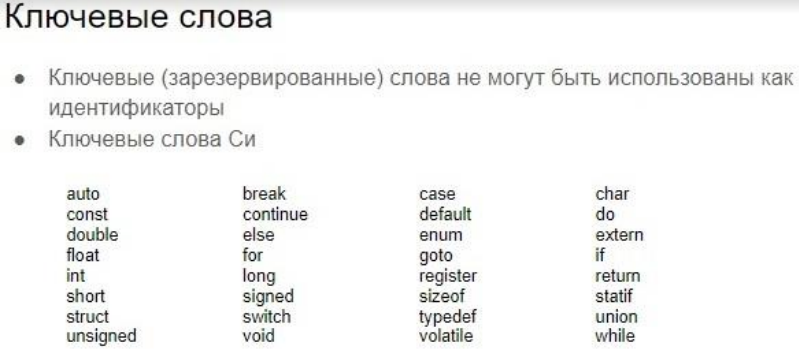 Ключевые слова
● Ключевые (зарезервированные) слова не могут быть использованы как
идентификаторы
● Ключевые слова Си
auto break case char
const continue default do
double else enum extern
float for goto if
int long register return
short signed sizeof statif
struct switch typedef union
unsigned void volatile while